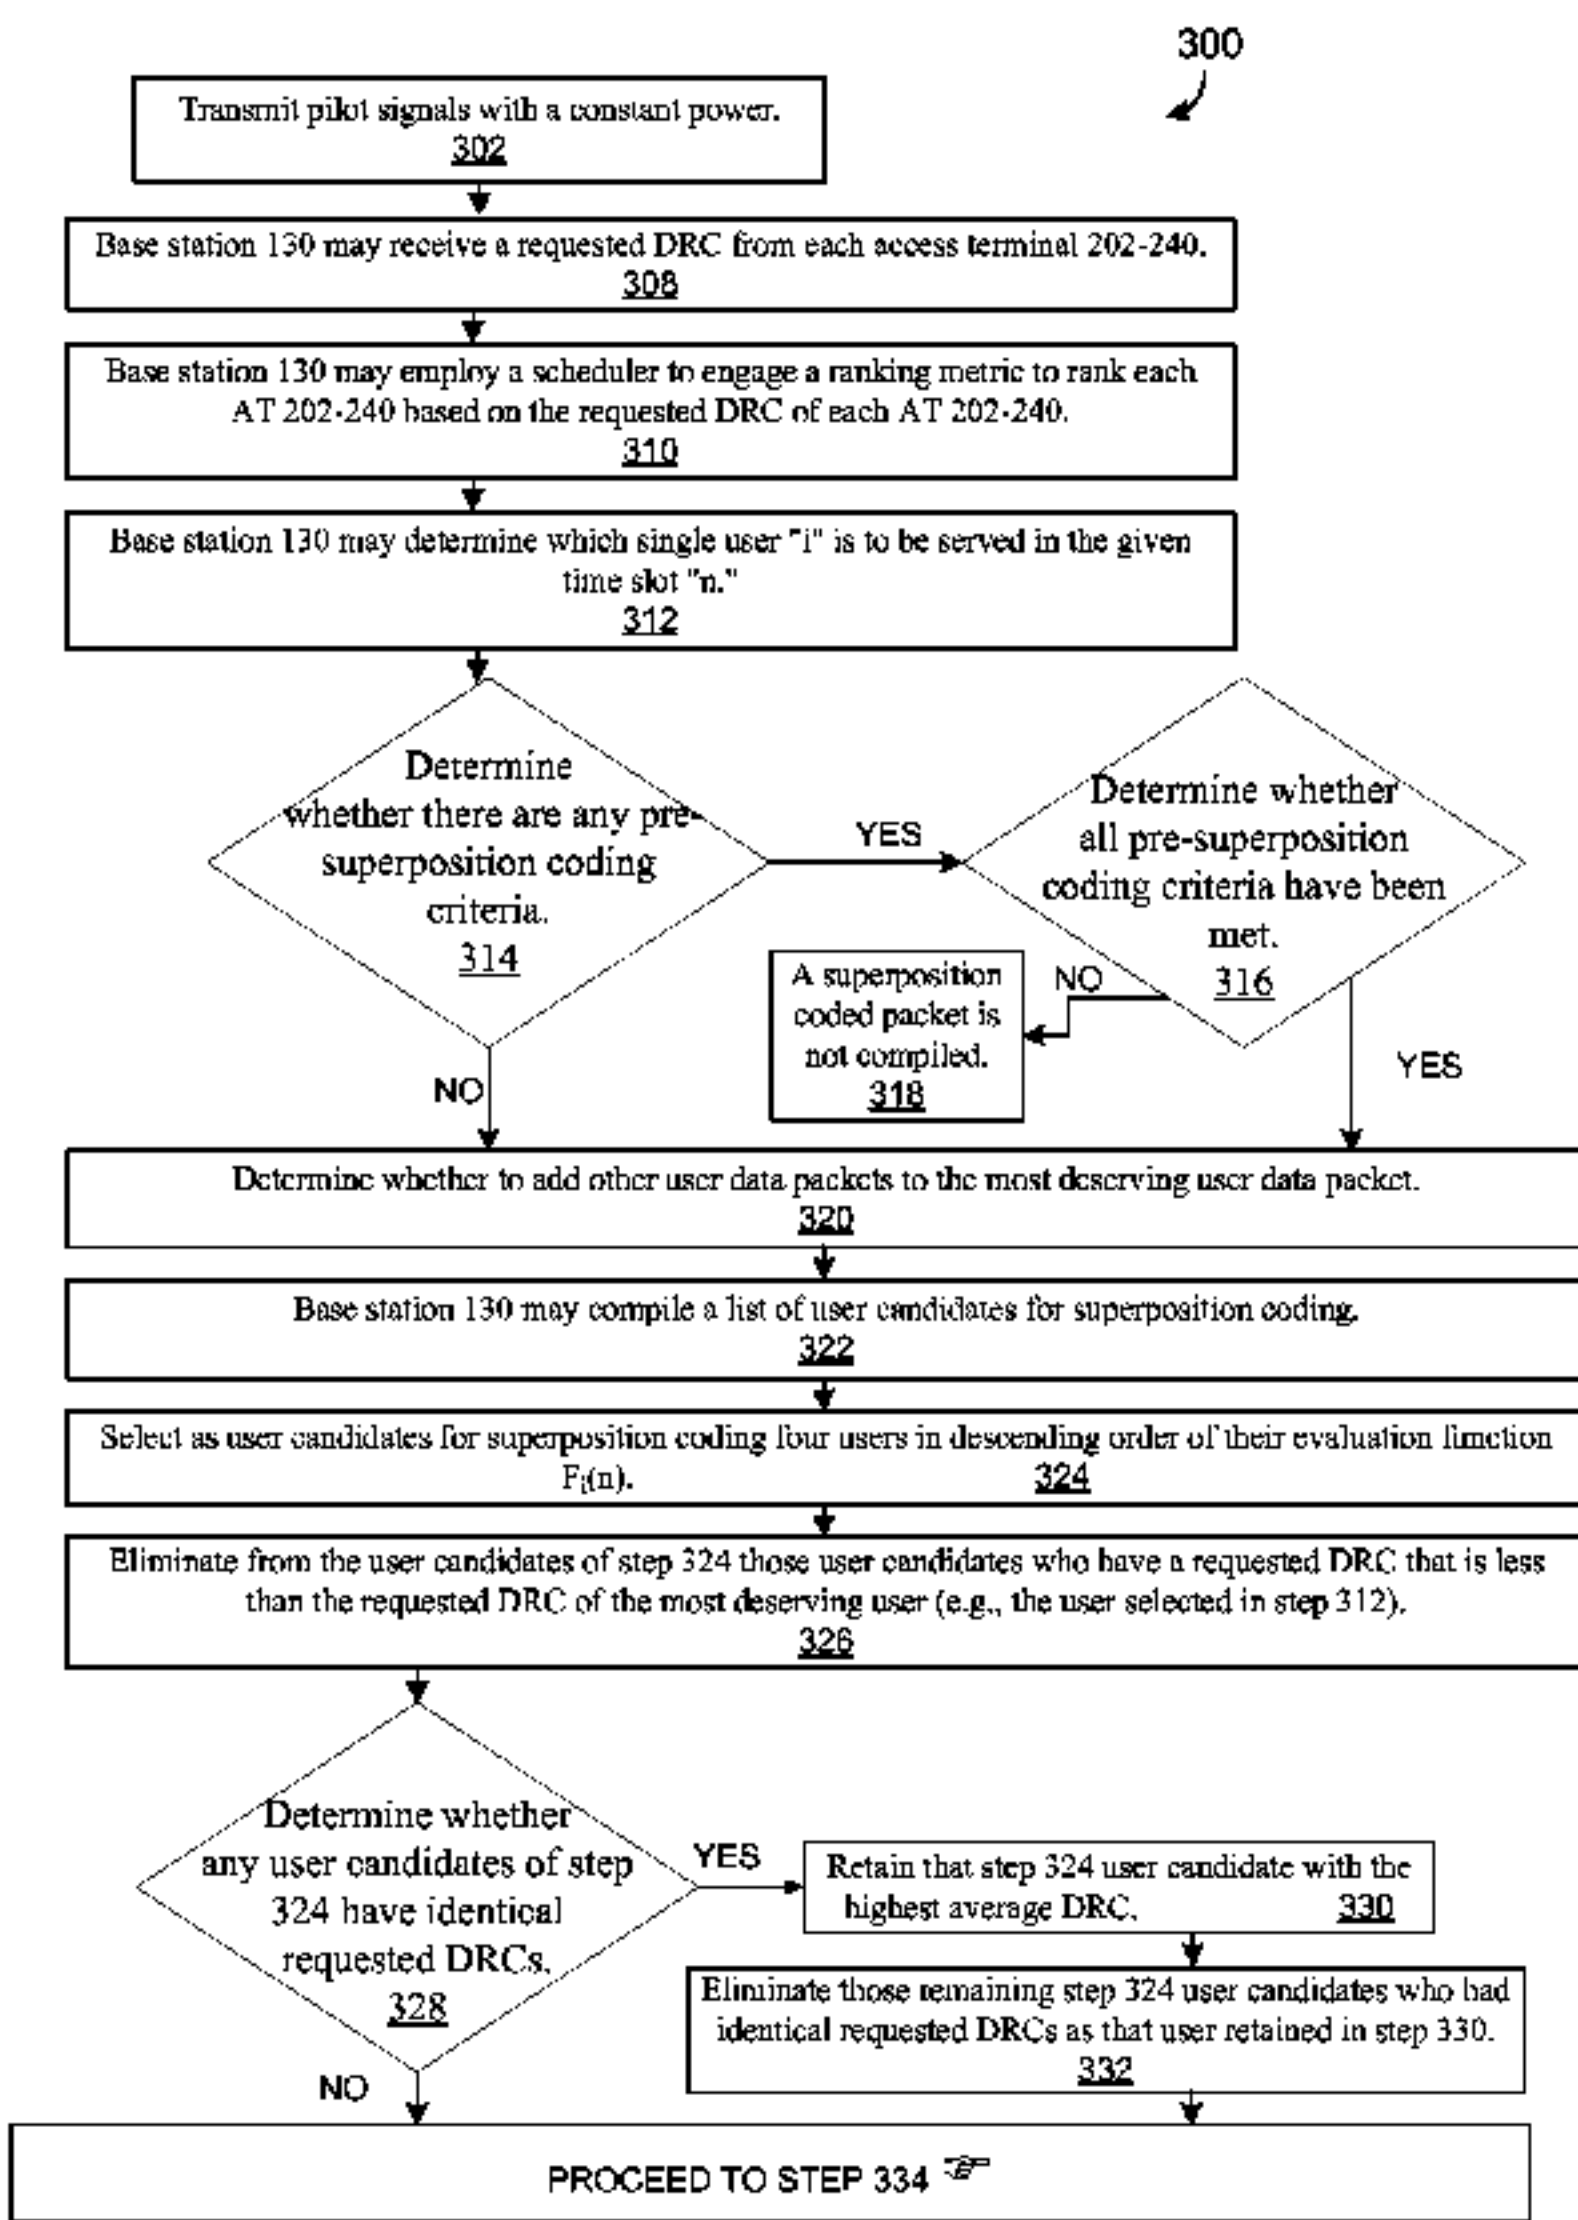 300
Transmit pilot signals with a constant power.
302
Base station 130 may receive a requested DRC from each access terminal 202-240.
308
Base station 130 may employ a scheduler to engage a ranking metric to rank each
AT 202-240 based on the requested DRC of each AT 202-240.
310
Base station 130 may determine which single user "i" is to be served in the given
time slot "n."
312
Determine
whether there are any pre-
superposition coding
criteria.
314
YES
Determine whether
all pre-superposition
coding criteria have been
met.
316
NO
A superposition
coded packet is
not compiled.
318
YES
NO
Determine whether to add other user data packets to the most deserving user data packet.
320
Base station 130 may compile a list of user candidates for superposition coding.
322
Select as user candidates for superposition coding four users in descending order of their evaluation function
Fi(n).
324
Eliminate from the user candidates of step 324 those user candidates who have a requested DRC that is less
than the requested DRC of the most deserving user (e.g., the user selected in step 312).
326
Determine whether
any user candidates of step
324 have identical
requested DRCs.
328
YES
Retain that step 324 user candidate with the
highest average DRC.
330
Eliminate those remaining step 324 user candidates who had
identical requested DRCs as that user retained in step 330.
332
NO
PROCEED TO STEP 334